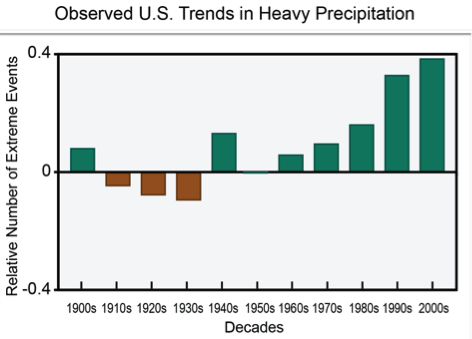 Observed U.S. Trends in Heavy Precipitation
Relative Number of Extreme Events
0.4
0
-0.4
1900s 1910s 1920s 1930s 1940s 1950s 1960s 1970s 1980s 1990s 2000s
Decades